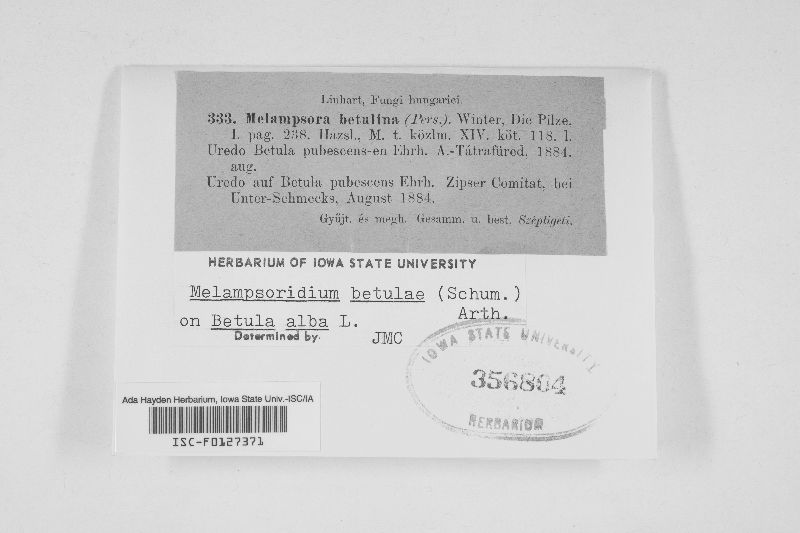 Linhart, Fungi hungarici.
333. Melampsora betulina (Pers.). Winter, Die Pilze.
I. pag. 238. Hazsl., M. t. közlm. XIV. köt. 118. l.
Uredo Betula pubescens-en Ehrh. A.-Tátrafüred, 1884.
aug.
Uredo auf Betula pubescens Ehrh. Zipser Comitat, bei
Unter-Schmecks, August 1884.
Gyűjt. és megh. Gesamm. u. best. Szépligeti.
HERBARIUM OF IOWA STATE UNIVERSITY
Melampsoridium betulae (Schum.)
Arth.
on Betula alba L.
Determined by.
JMC
IOWA STATE UNIVERSITY
356804
HERBARIUM
Ada Hayden Herbarium, Iowa State Univ.-ISC/IA
ISC-F0127371